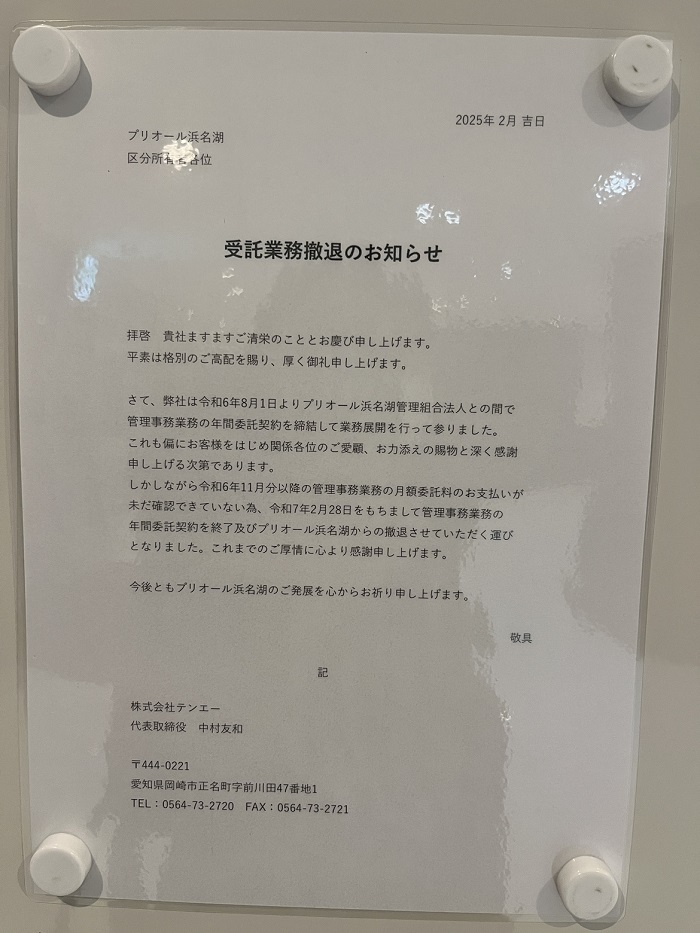 2025年 2月 吉日
プリオール浜名湖
区分所有者各位
受託業務撤退のお知らせ
拝啓　貴社ますますご清栄のこととお慶び申し上げます。
平素は格別のご高配を賜り、厚く御礼申し上げます。
さて、弊社は令和6年8月1日よりプリオール浜名湖管理組合法人との間で
管理事務業務の年間委託契約を締結して業務展開を行って参りました。
これも偏にお客様をはじめ関係各位のご愛顧、お力添えの賜物と深く感謝
申し上げる次第であります。
しかしながら令和6年11月分以降の管理事務業務の月額委託料のお支払いが
未だ確認できていない為、令和7年2月28日をもちまして管理事務業務の
年間委託契約を終了及びプリオール浜名湖からの撤退させていただく運び
となりました。これまでのご厚情に心より感謝申し上げます。
今後ともプリオール浜名湖のご発展を心からお祈り申し上げます。
敬具
記
株式会社テンエー
代表取締役　中村友和
〒444-0221
愛知県岡崎市正名町字前川田47番地1
TEL：0564-73-2720　FAX：0564-73-2721